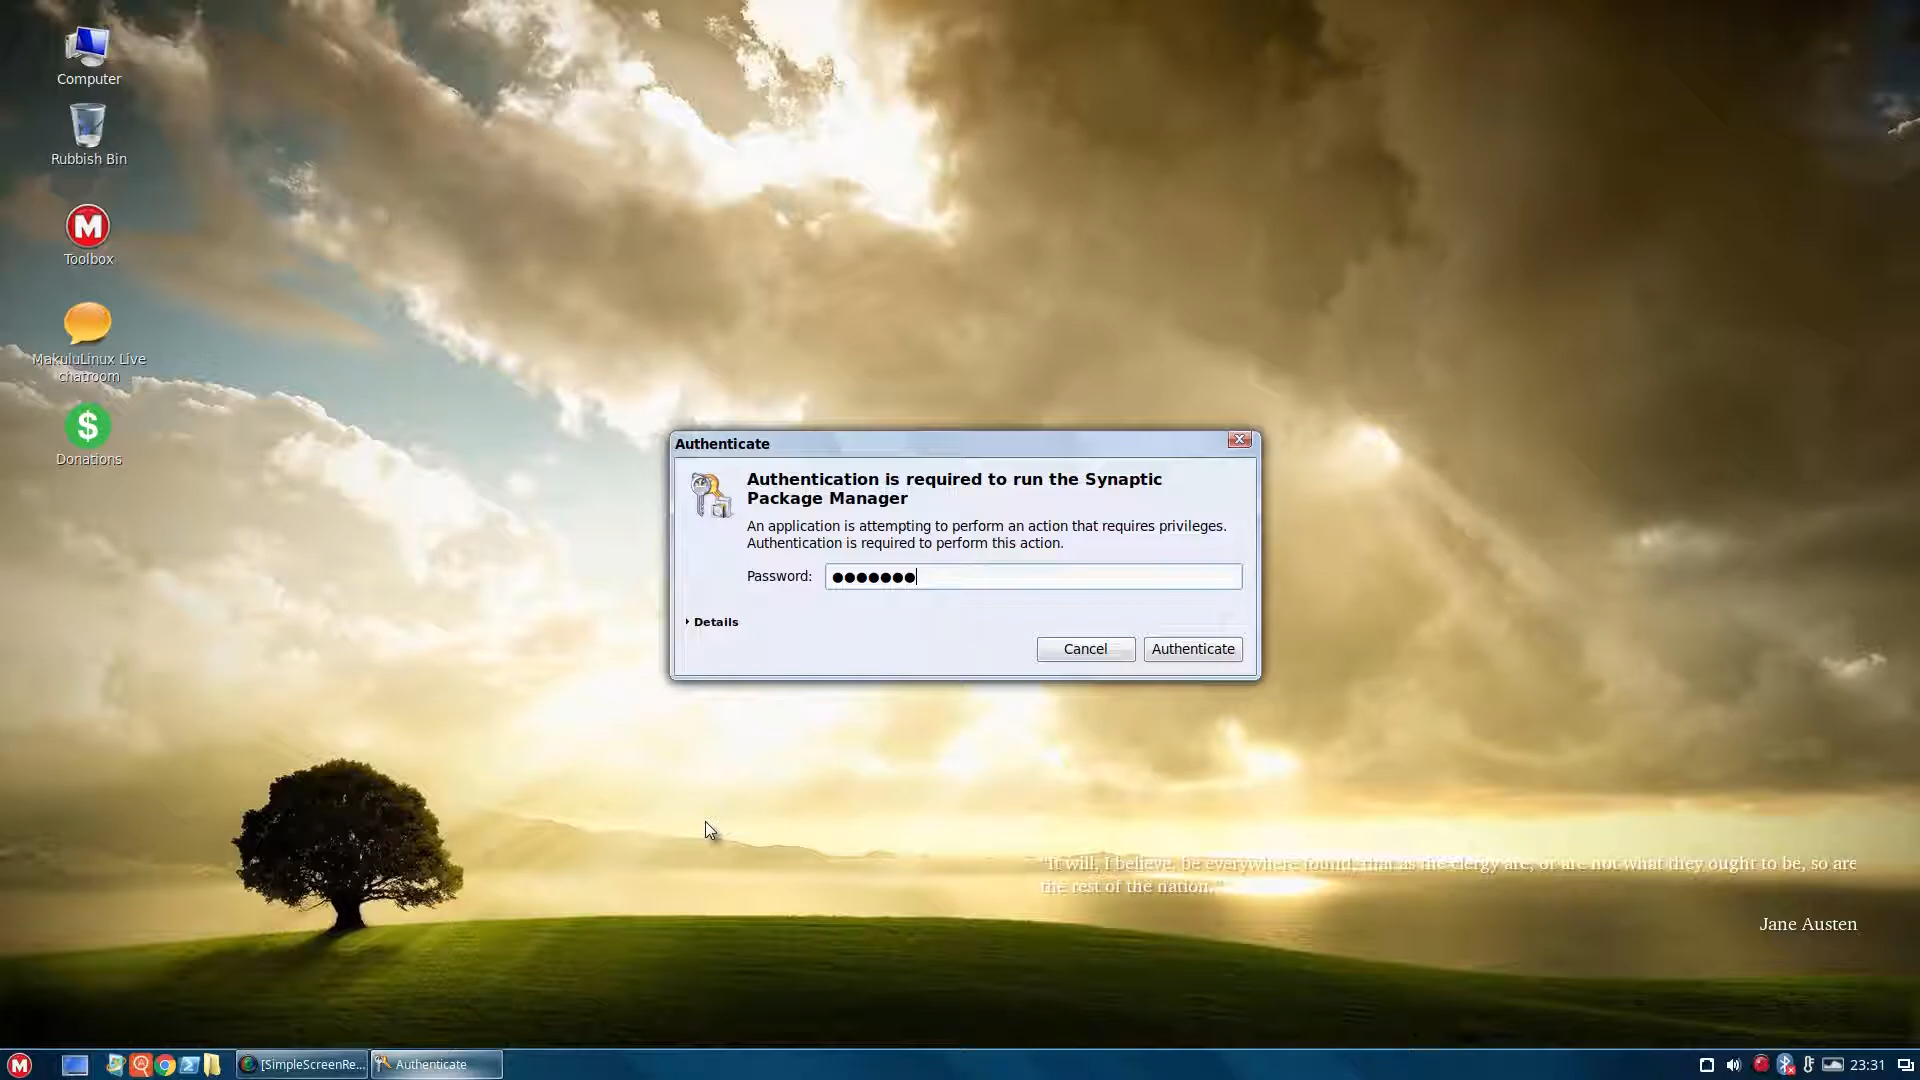 Computer
Rubbish Bin
Toolbox
MakuluLinux Live
chatroom
Donations
Authenticate
Authentication is required to run the Synaptic
Package Manager
An application is attempting to perform an action that requires privileges.
Authentication is required to perform this action.
Password: ●●●●●●●
Details
Cancel
Authenticate
"It will, I believe, be everywhere found, that as the clergy are, or are not what they ought to be, so are
the rest of the nation."
Jane Austen
[SimpleScreenRe...
Authenticate
23:31